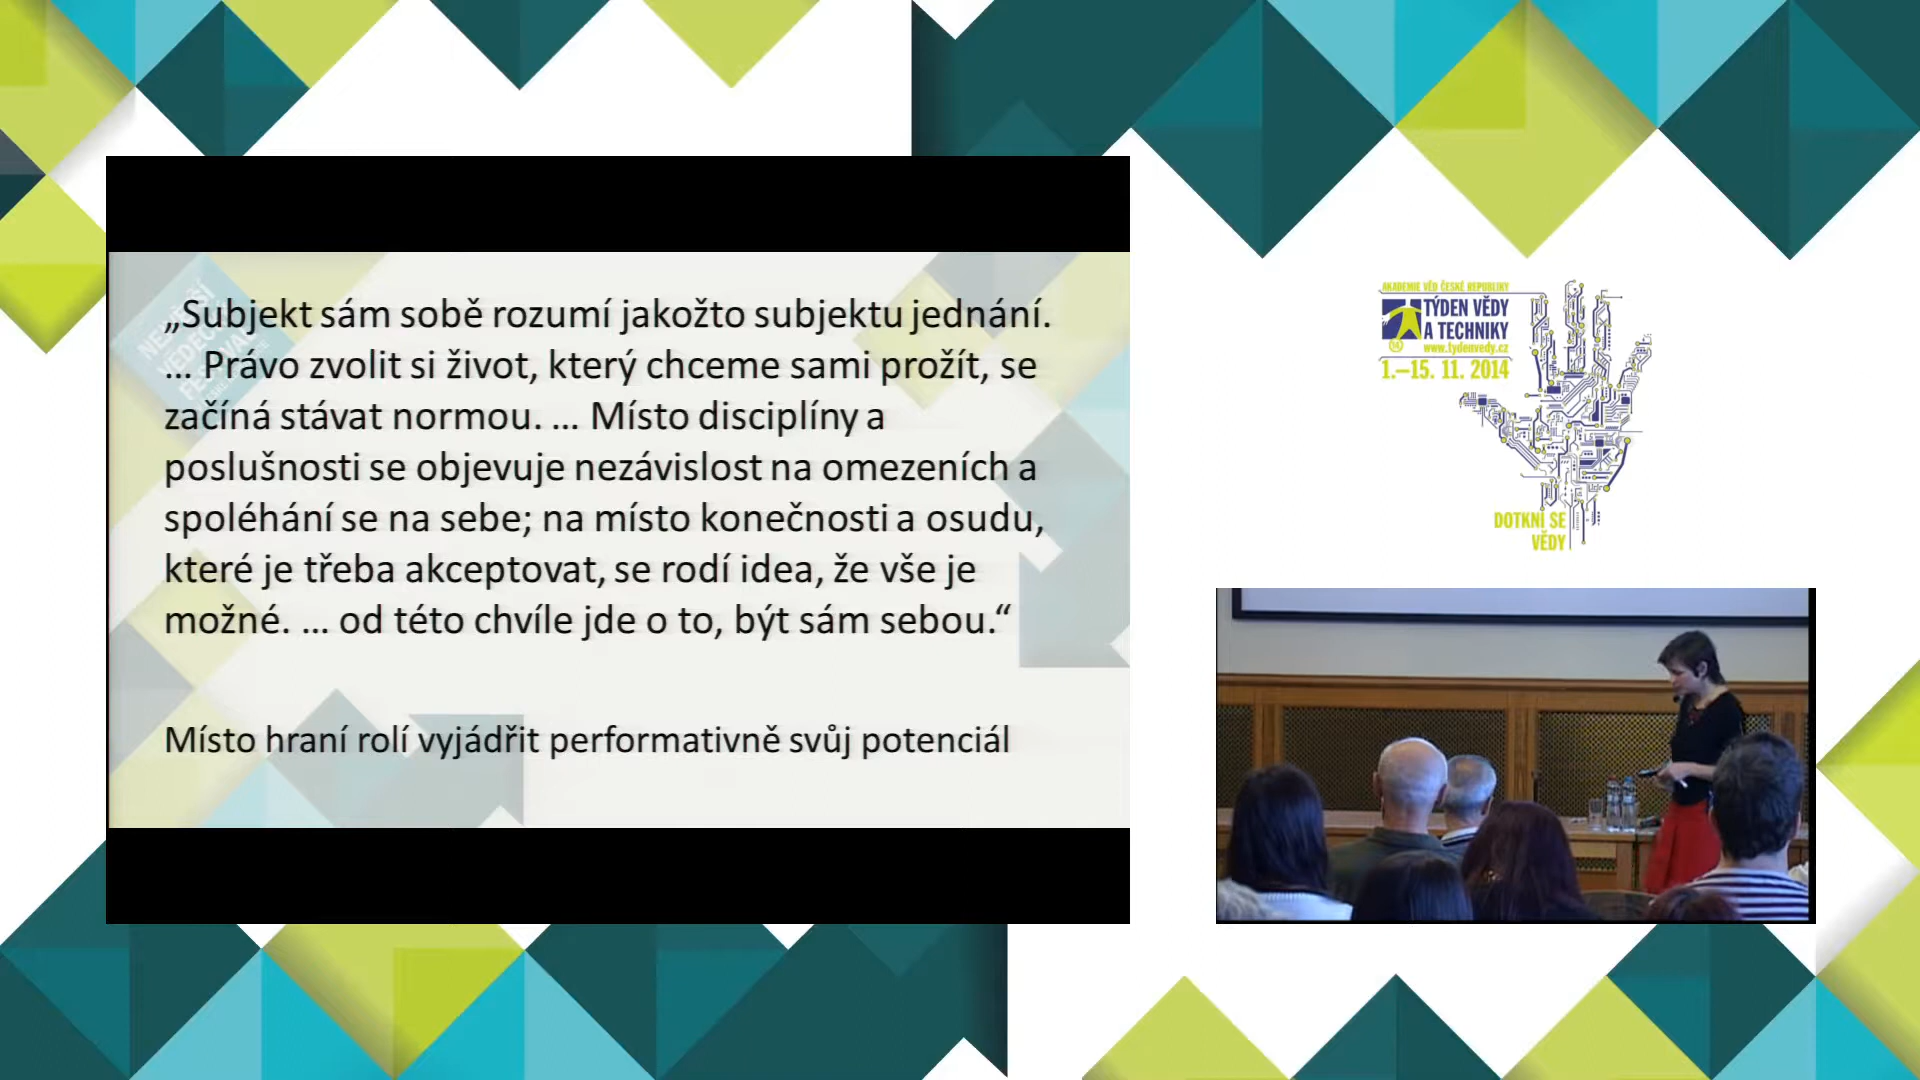 „Subjekt sám sobě rozumí jakožto subjektu jednání.
... Právo zvolit si život, který chceme sami prožít, se
začíná stávat normou. ... Místo disciplíny a
poslušnosti se objevuje nezávislost na omezeních a
spoléhání se na sebe; na místo konečnosti a osudu,
které je třeba akceptovat, se rodí idea, že vše je
možné. ... od této chvíle jde o to, být sám sebou.“
Místo hraní rolí vyjádřit performativně svůj potenciál
AKADEMIE VĚD ČESKÉ REPUBLIKY
TÝDEN VĚDY
A TECHNIKY
www.tydenvedy.cz
1.–15. 11. 2014
DOTKNI SE
VĚDY